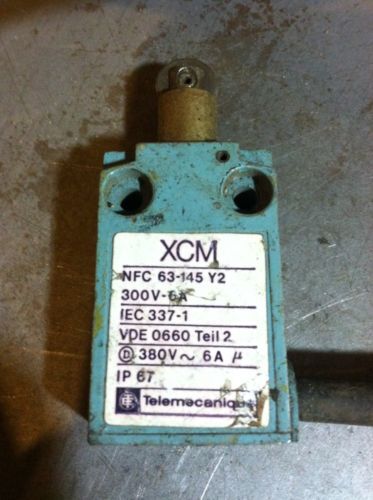 XCM
NFC 63-145 Y2
300V-6A
IEC 337-1
VDE 0660 Teil 2
D 380V ~ 6A µ
IP 67
Telemecanique